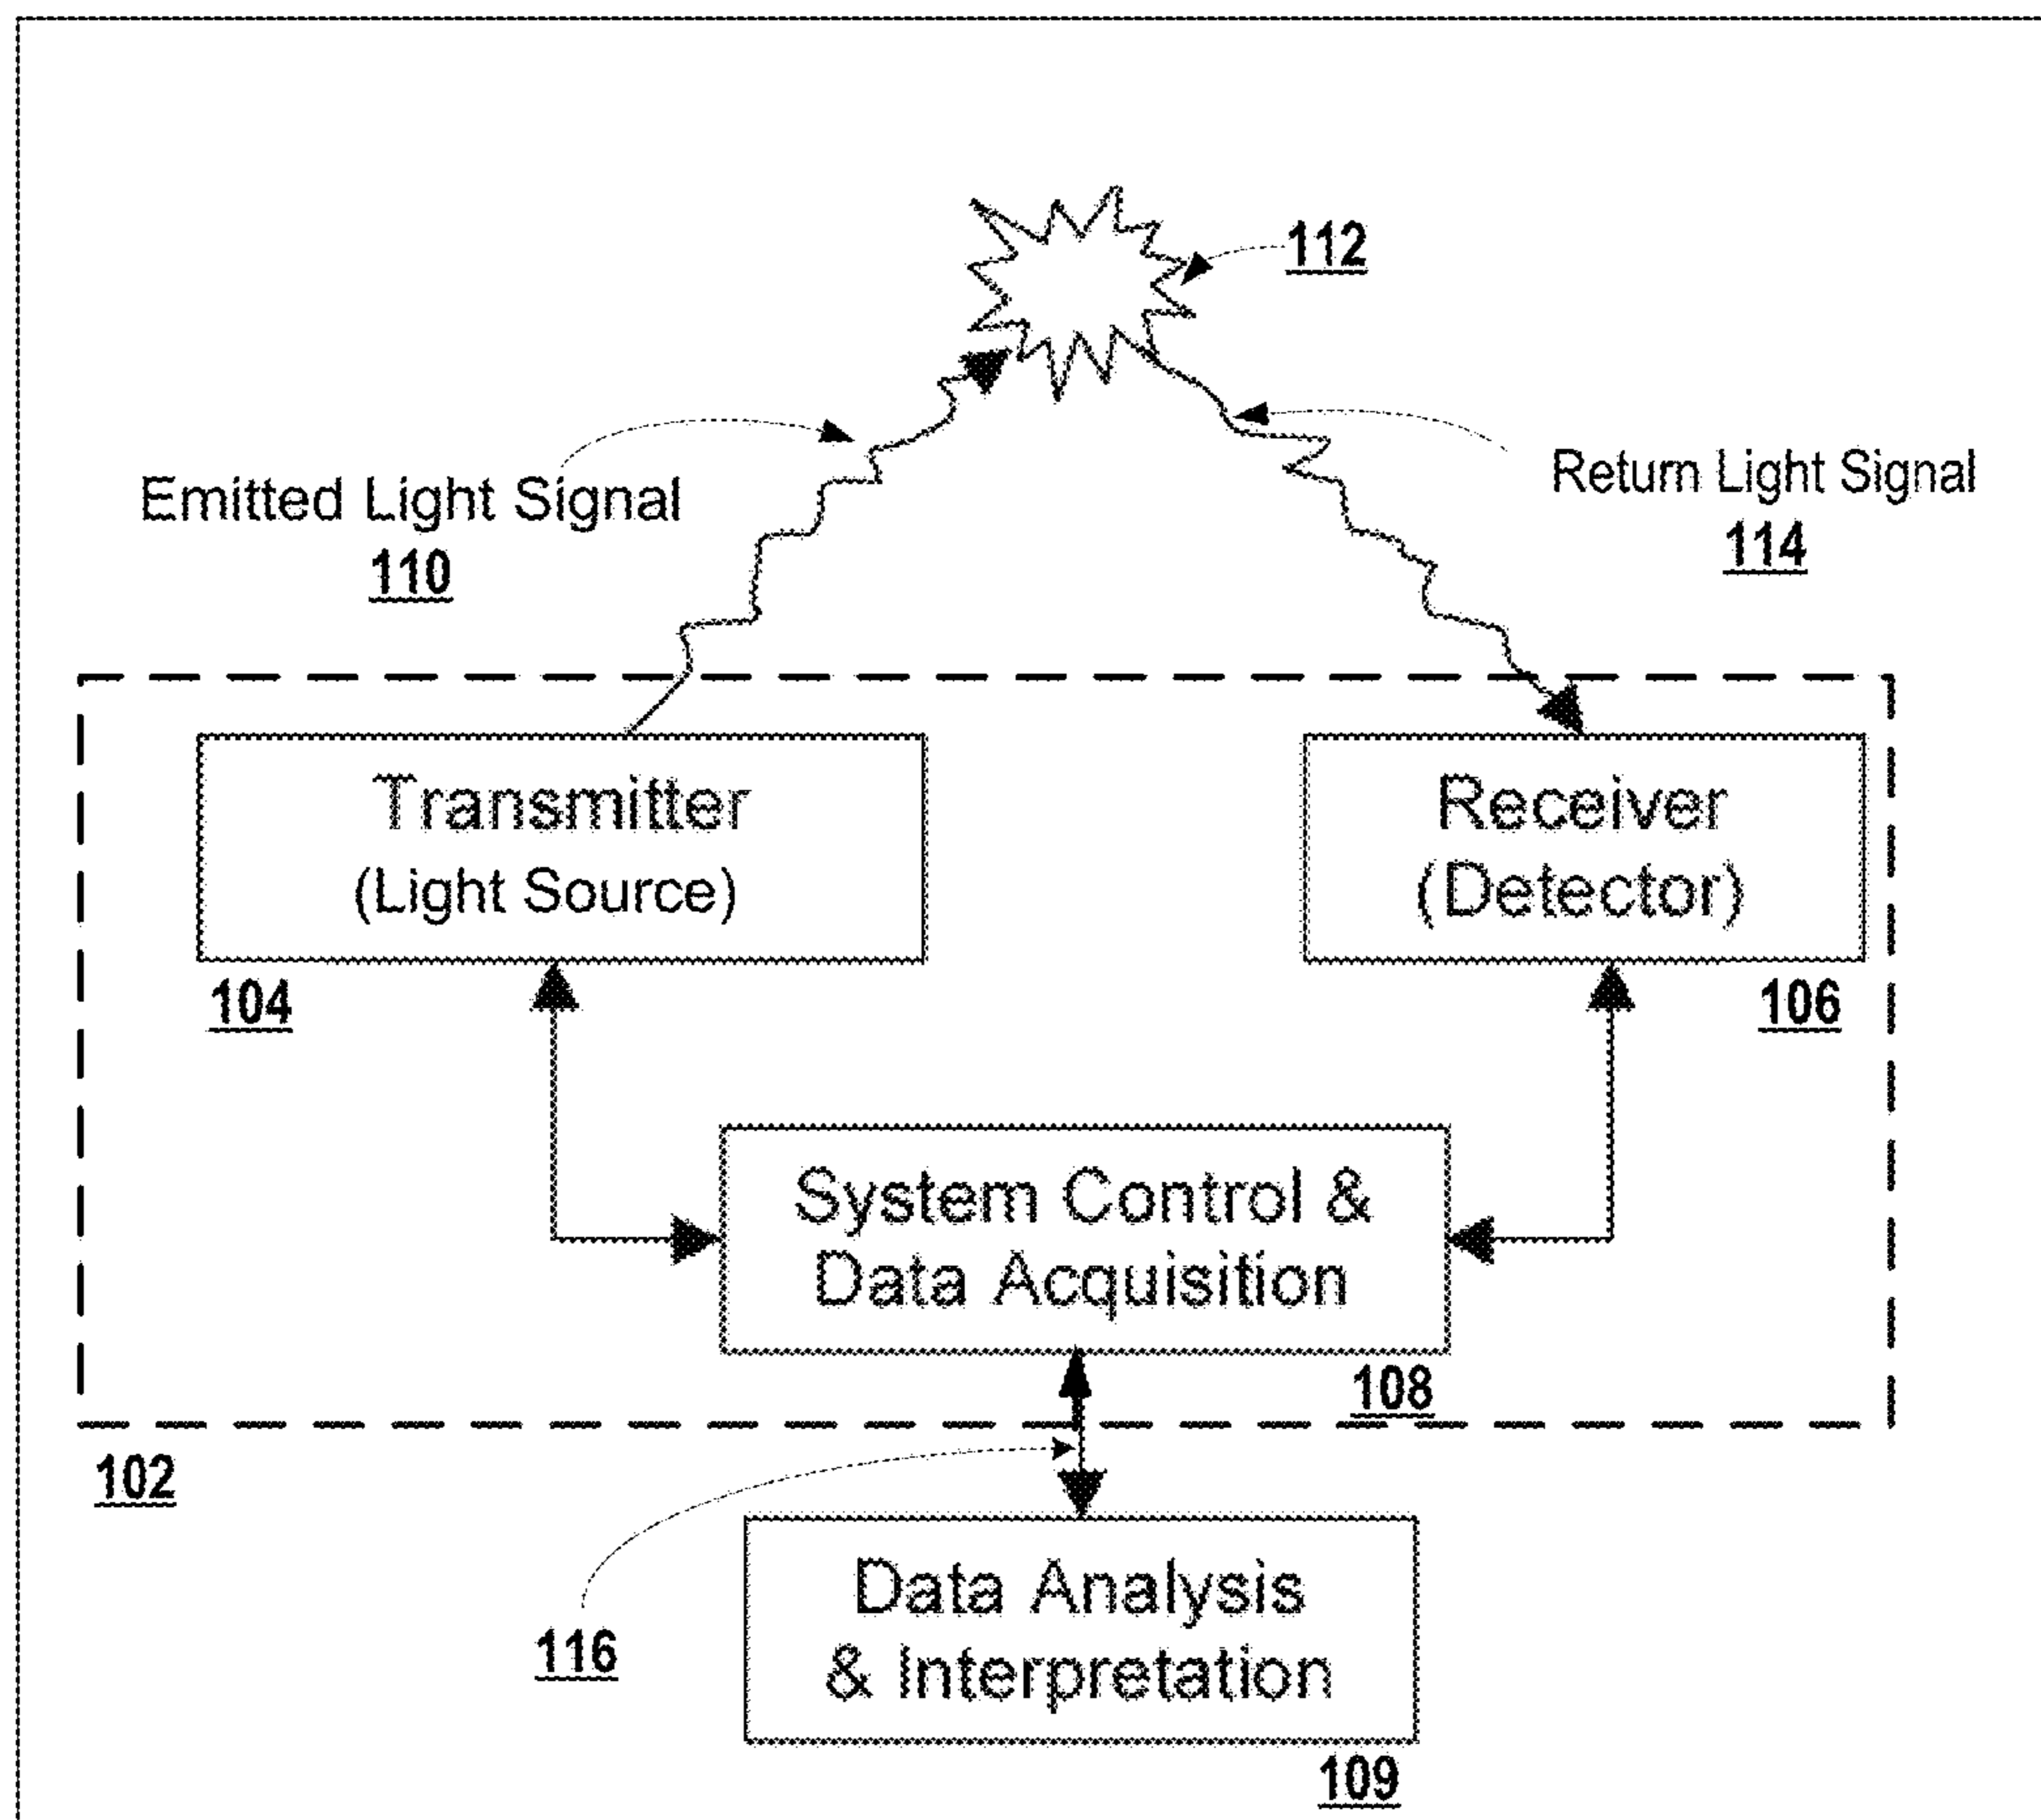 112
Emitted Light Signal
110
Return Light Signal
114
Transmitter
(Light Source)
104
Receiver
(Detector)
106
System Control &
Data Acquisition
108
102
116
Data Analysis
& Interpretation
109